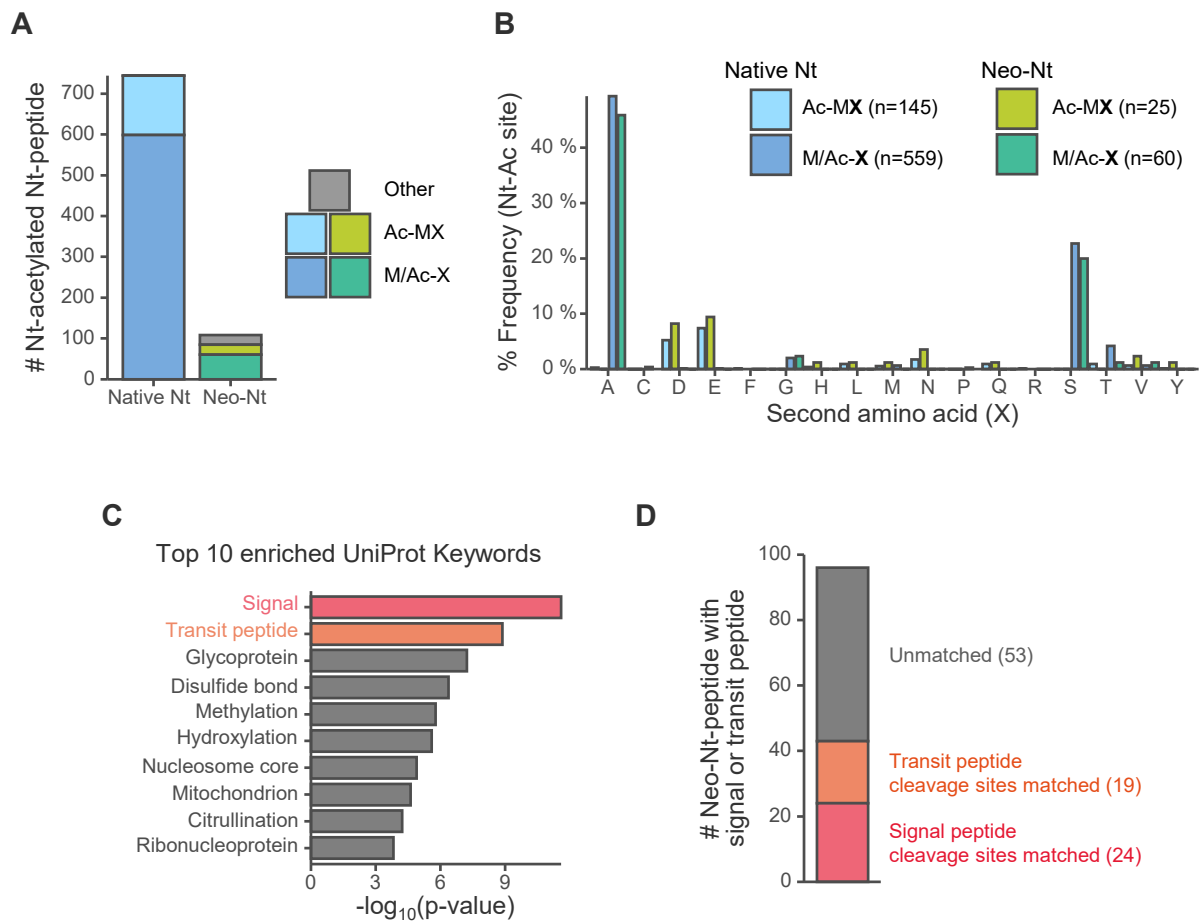 A
# Nt-acetylated Nt-peptide
700
600
500
400
300
200
100
0
Native Nt
Neo-Nt
Other
Ac-MX
M/Ac-X
B
% Frequency (Nt-Ac site)
40 %
30 %
20 %
10 %
0 %
Native Nt
Ac-MX (n=145)
M/Ac-X (n=559)
Neo-Nt
Ac-MX (n=25)
M/Ac-X (n=60)
A C D E F G H L M N P Q R S T V Y
Second amino acid (X)
C
Top 10 enriched UniProt Keywords
Signal
Transit peptide
Glycoprotein
Disulfide bond
Methylation
Hydroxylation
Nucleosome core
Mitochondrion
Citrullination
Ribonucleoprotein
0 3 6 9
-log10(p-value)
D
# Neo-Nt-peptide with
signal or transit peptide
100
80
60
40
20
0
Unmatched (53)
Transit peptide
cleavage sites matched (19)
Signal peptide
cleavage sites matched (24)